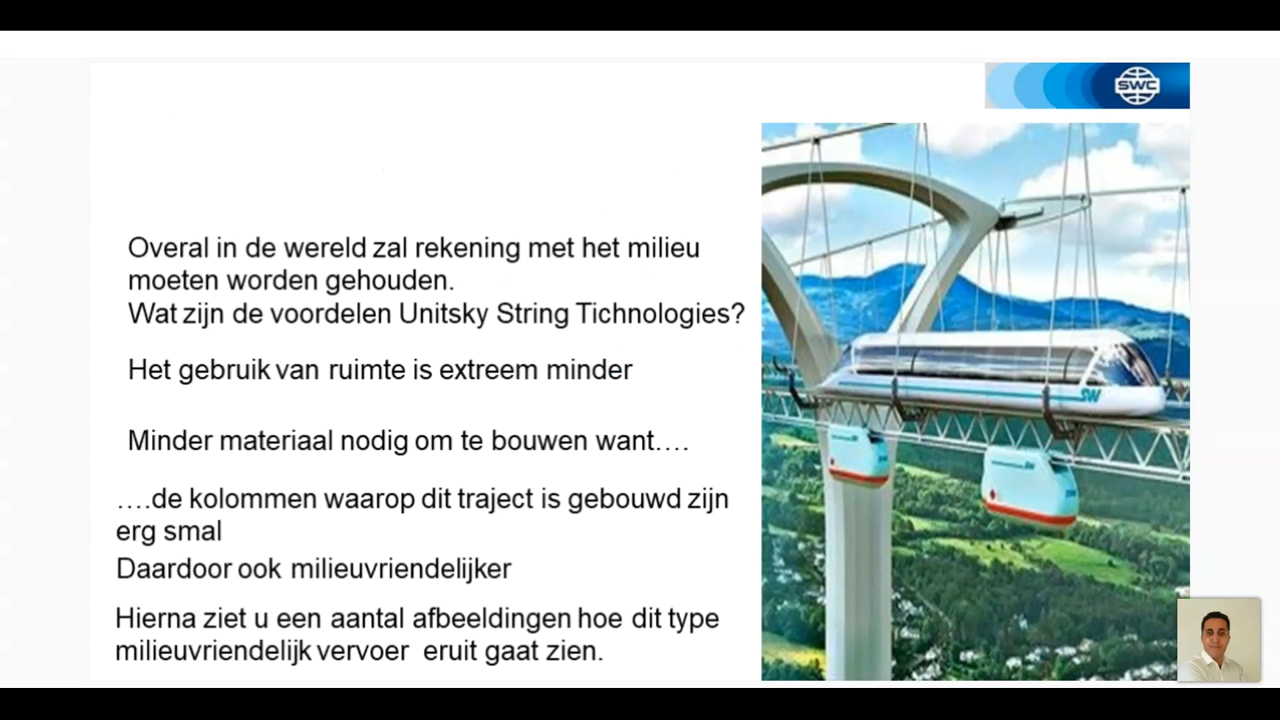 SWC
Overal in de wereld zal rekening met het milieu
moeten worden gehouden.
Wat zijn de voordelen Unitsky String Tichnologies?
Het gebruik van ruimte is extreem minder
Minder materiaal nodig om te bouwen want….
….de kolommen waarop dit traject is gebouwd zijn
erg smal
Daardoor ook milieuvriendelijker
Hierna ziet u een aantal afbeeldingen hoe dit type
milieuvriendelijk vervoer eruit gaat zien.
SW